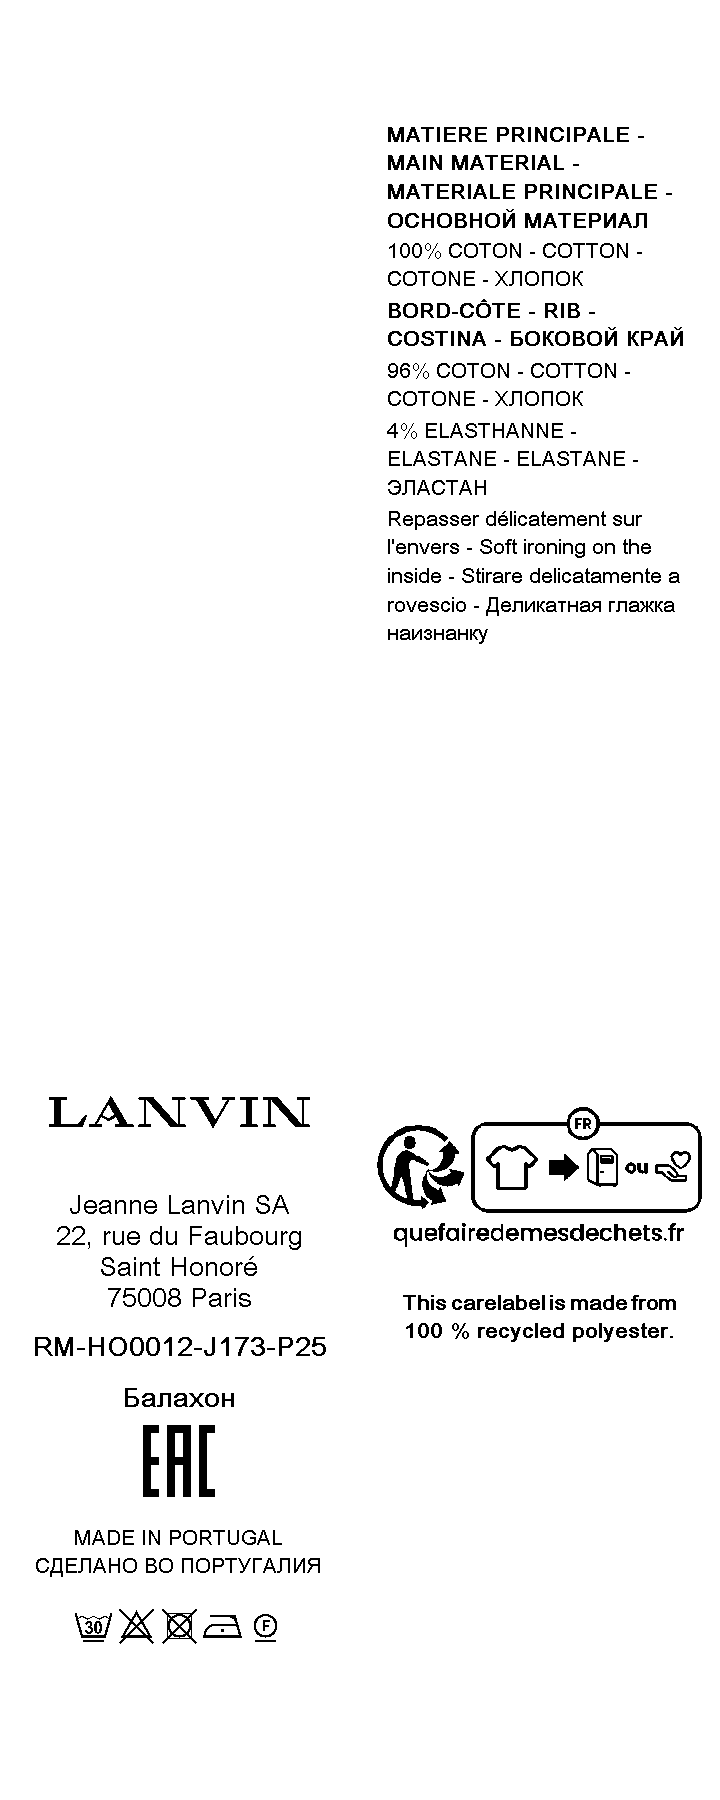 MATIERE PRINCIPALE -
MAIN MATERIAL -
MATERIALE PRINCIPALE -
ОСНОВНОЙ МАТЕРИАЛ
100% COTON - COTTON -
COTONE - ХЛОПОК
BORD-CÔTE - RIB -
COSTINA - БОКОВОЙ КРАЙ
96% COTON - COTTON -
COTONE - ХЛОПОК
4% ELASTHANNE -
ELASTANE - ELASTANE -
ЭЛАСТАН
Repasser délicatement sur
l'envers - Soft ironing on the
inside - Stirare delicatamente a
rovescio - Деликатная глажка
наизнанку
LANVIN
Jeanne Lanvin SA
22, rue du Faubourg
Saint Honoré
75008 Paris
RM-HO0012-J173-P25
Балахон
EAC
MADE IN PORTUGAL
СДЕЛАНО ВО ПОРТУГАЛИЯ
30 F
FR
ou
quefairedemesdechets.fr
This carelabel is made from
100 % recycled polyester.